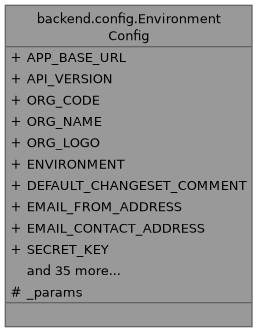 backend.config.Environment
Config
+ APP_BASE_URL
+ API_VERSION
+ ORG_CODE
+ ORG_NAME
+ ORG_LOGO
+ ENVIRONMENT
+ DEFAULT_CHANGESET_COMMENT
+ EMAIL_FROM_ADDRESS
+ EMAIL_CONTACT_ADDRESS
+ SECRET_KEY
and 35 more...
# _params